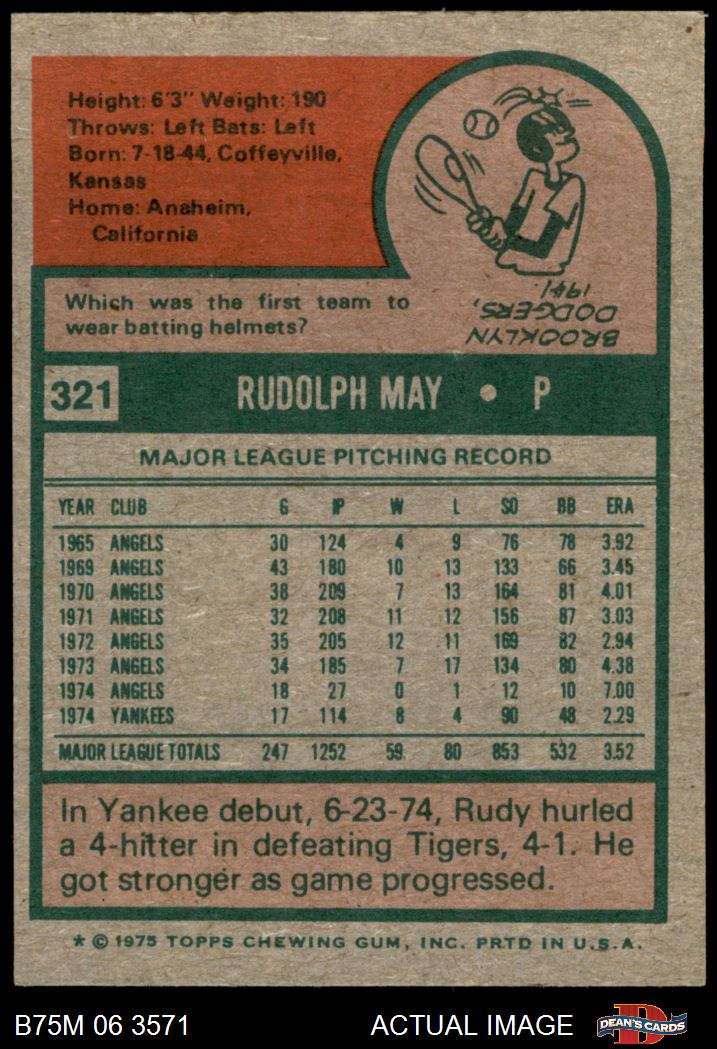 Height: 6'3" Weight: 190
Throws: Left Bats: Left
Born: 7-18-44, Coffeyville,
Kansas
Home: Anaheim,
California
Which was the first team to
wear batting helmets?
BROOKLYN
DODGERS,
1941
321 RUDOLPH MAY • P
MAJOR LEAGUE PITCHING RECORD
YEAR CLUB G IP W L SO BB ERA
1965 ANGELS 30 124 4 9 76 78 3.92
1969 ANGELS 43 180 10 13 133 66 3.45
1970 ANGELS 38 209 7 13 164 81 4.01
1971 ANGELS 32 208 11 12 156 87 3.03
1972 ANGELS 35 205 12 11 169 82 2.94
1973 ANGELS 34 185 7 17 134 80 4.38
1974 ANGELS 18 27 0 1 12 10 7.00
1974 YANKEES 17 114 8 4 90 48 2.29
MAJOR LEAGUE TOTALS 247 1252 59 80 853 532 3.52
In Yankee debut, 6-23-74, Rudy hurled
a 4-hitter in defeating Tigers, 4-1. He
got stronger as game progressed.
* © 1975 TOPPS CHEWING GUM, INC. PRTD IN U.S.A.
B75M 06 3571 ACTUAL IMAGE
D
DEAN'S CARDS